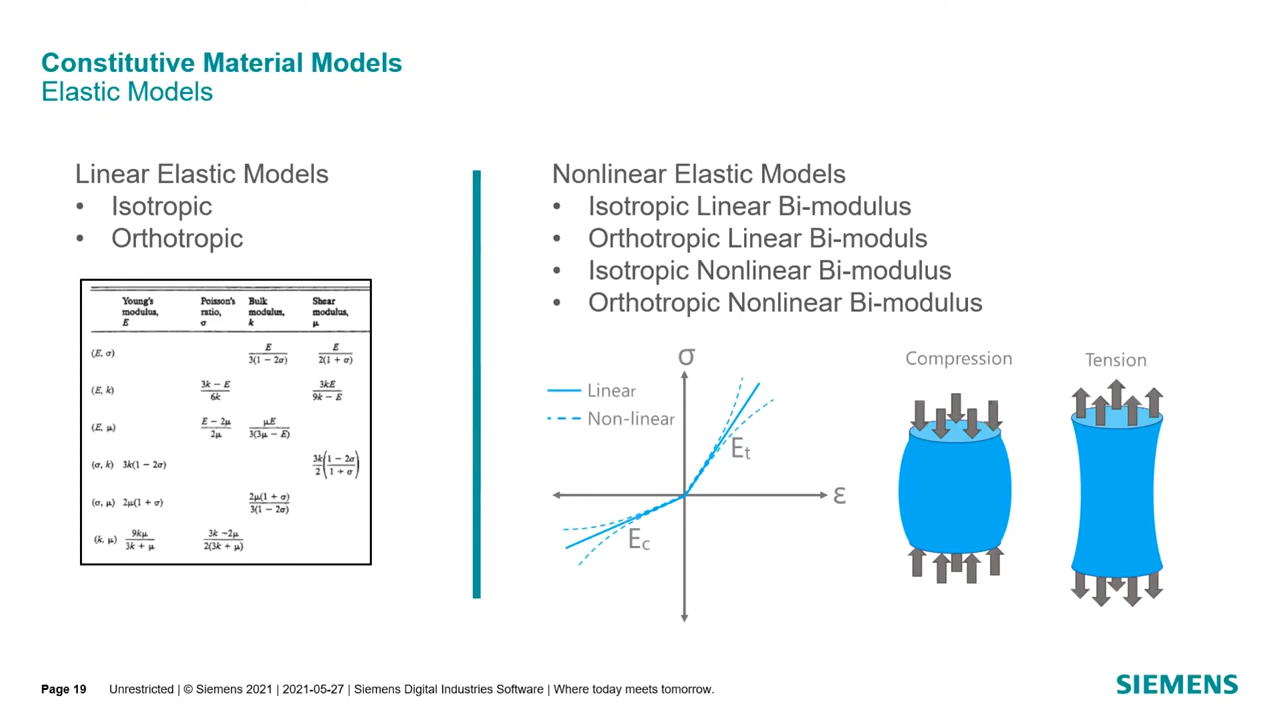 Constitutive Material Models
Elastic Models
Linear Elastic Models
• Isotropic
• Orthotropic
Young's modulus, E
Poisson's ratio, σ
Bulk modulus, k
Shear modulus, μ
(E, σ) E / 3(1 − 2σ) E / 2(1 + σ)
(E, k) 3k − E / 6k 3kE / 9k − E
(E, μ) E − 2μ / 2μ μE / 3(3μ − E)
(σ, k) 3k(1 − 2σ) 3k/2 (1 − 2σ / 1 + σ)
(σ, μ) 2μ(1 + σ) 2μ(1 + σ) / 3(1 − 2σ)
(k, μ) 9kμ / 3k + μ 3k −2μ / 2(3k + μ)
Nonlinear Elastic Models
• Isotropic Linear Bi-modulus
• Orthotropic Linear Bi-moduls
• Isotropic Nonlinear Bi-modulus
• Orthotropic Nonlinear Bi-modulus
σ
Linear
Non-linear
Et
ε
Ec
Compression
Tension
Page 19 Unrestricted | © Siemens 2021 | 2021-05-27 | Siemens Digital Industries Software | Where today meets tomorrow.
SIEMENS